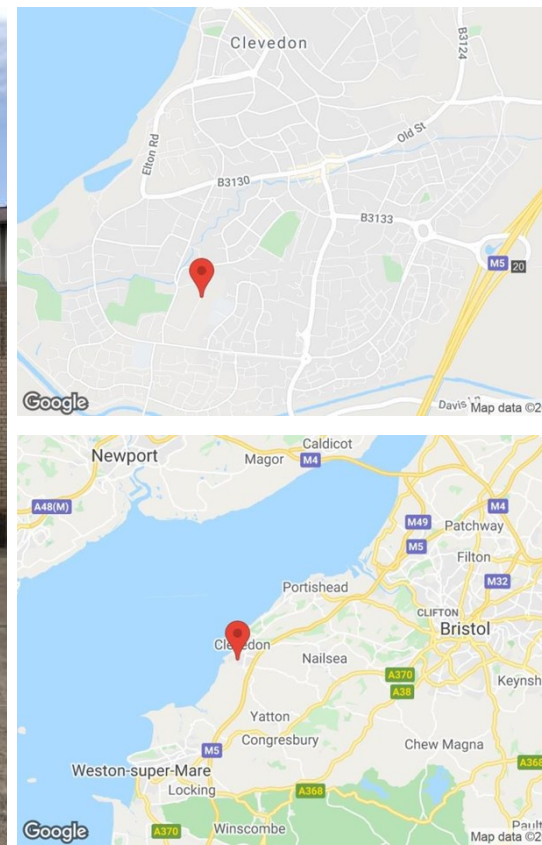 Clevedon
B3124
Elton Rd
Old St
B3130
B3133
M5
20
Google
Map data ©2
Caldicot
Newport
Magor
M4
A48(M)
M4
M49
Patchway
M5
Filton
Portishead
M32
CLIFTON
Clevedon
Bristol
Nailsea
A370
Keynsh
A38
Yatton
Congresbury
M5
Chew Magna
A368
Weston-super-Mare
Locking
A368
Google
A370
Winscombe
Map data ©2